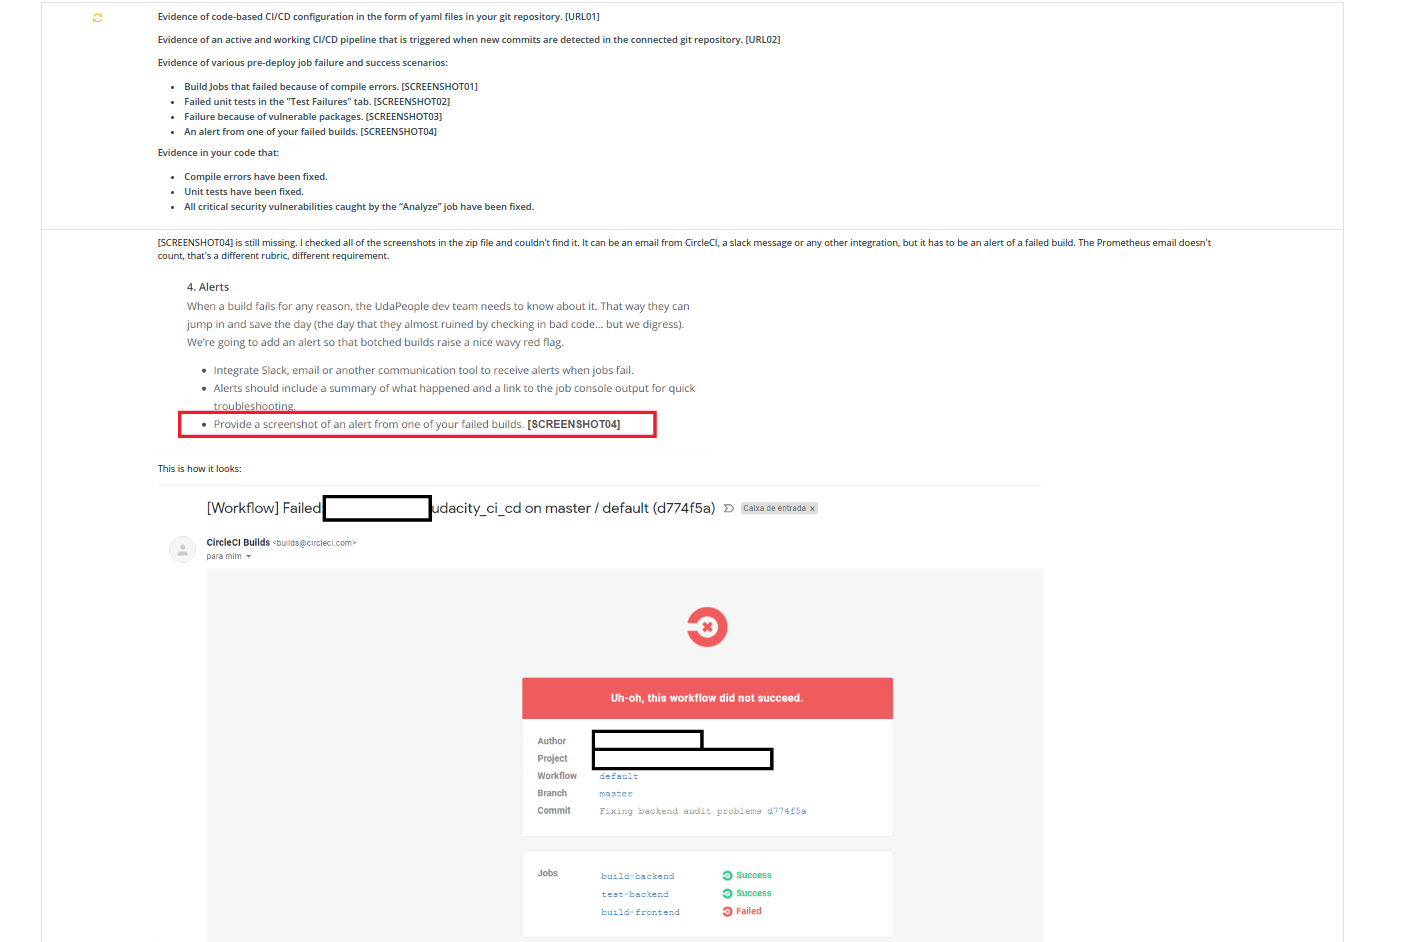 Evidence of code-based CI/CD configuration in the form of yaml files in your git repository. [URL01]
Evidence of an active and working CI/CD pipeline that is triggered when new commits are detected in the connected git repository. [URL02]
Evidence of various pre-deploy job failure and success scenarios:
Build Jobs that failed because of compile errors. [SCREENSHOT01]
Failed unit tests in the "Test Failures" tab. [SCREENSHOT02]
Failure because of vulnerable packages. [SCREENSHOT03]
An alert from one of your failed builds. [SCREENSHOT04]
Evidence in your code that:
Compile errors have been fixed.
Unit tests have been fixed.
All critical security vulnerabilities caught by the “Analyze” job have been fixed.
[SCREENSHOT04] is still missing. I checked all of the screenshots in the zip file and couldn't find it. It can be an email from CircleCI, a slack message or any other integration, but it has to be an alert of a failed build. The Prometheus email doesn't
count, that's a different rubric, different requirement.
4. Alerts
When a build fails for any reason, the UdaPeople dev team needs to know about it. That way they can
jump in and save the day (the day that they almost ruined by checking in bad code... but we digress).
We’re going to add an alert so that botched builds raise a nice wavy red flag.
Integrate Slack, email or another communication tool to receive alerts when jobs fail.
Alerts should include a summary of what happened and a link to the job console output for quick
troubleshooting.
Provide a screenshot of an alert from one of your failed builds. [SCREENSHOT04]
This is how it looks:
[Workflow] Failed: udacity_ci_cd on master / default (d774f5a) Caixa de entrada x
CircleCI Builds <builds@circleci.com>
para mim
Uh-oh, this workflow did not succeed.
Author
Project
Workflow default
Branch master
Commit Fixing backend audit problems d774f5a
Jobs build-backend Success
test-backend Success
build-frontend Failed